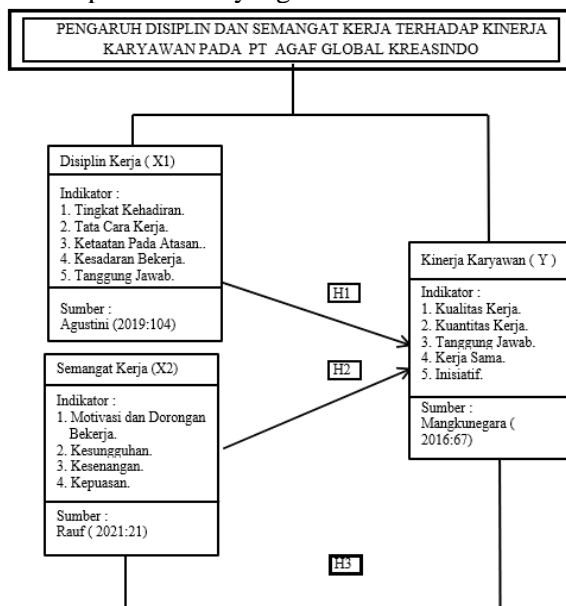 PENGARUH DISIPLIN DAN SEMANGAT KERJA TERHADAP KINERJA
KARYAWAN PADA PT AGAF GLOBAL KREASINDO
Disiplin Kerja ( X1)
Indikator :
1. Tingkat Kehadiran.
2. Tata Cara Kerja.
3. Ketaatan Pada Atasan..
4. Kesadaran Bekerja.
5. Tanggung Jawab.
Sumber :
Agustini (2019:104)
Semangat Kerja (X2)
Indikator :
1. Motivasi dan Dorongan
Bekerja.
2. Kesungguhan.
3. Kesenangan.
4. Kepuasan.
Sumber :
Rauf ( 2021:21)
H1
H2
H3
Kinerja Karyawan ( Y )
Indikator :
1. Kualitas Kerja.
2. Kuantitas Kerja.
3. Tanggung Jawab.
4. Kerja Sama.
5. Inisiatif.
Sumber :
Mangkunegara (
2016:67)